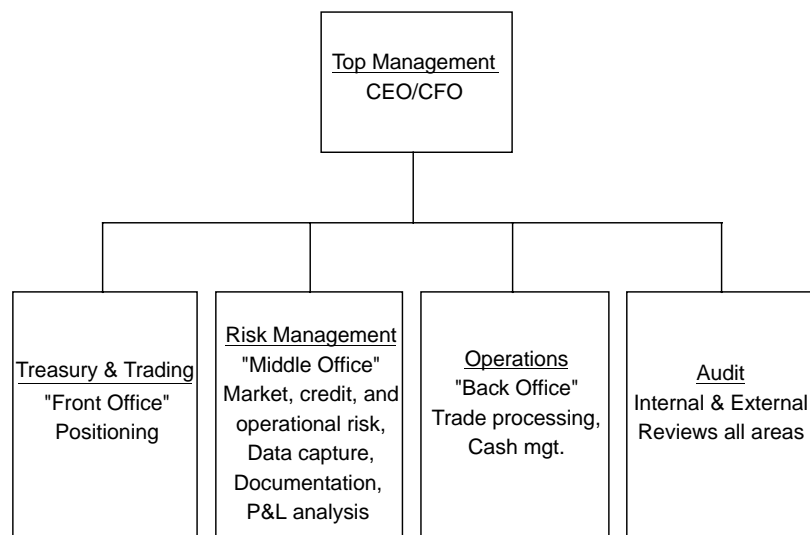 Top Management
CEO/CFO
Treasury & Trading
"Front Office"
Positioning
Risk Management
"Middle Office"
Market, credit, and
operational risk,
Data capture,
Documentation,
P&L analysis
Operations
"Back Office"
Trade processing,
Cash mgt.
Audit
Internal & External
Reviews all areas